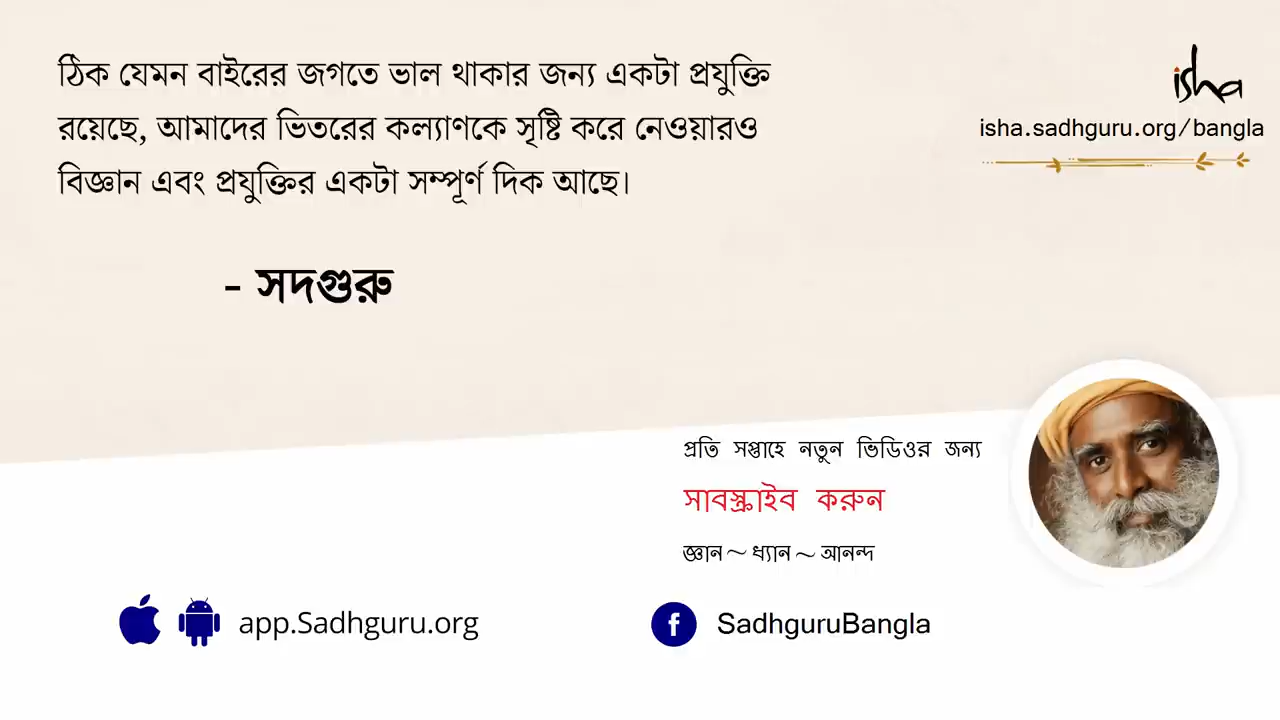 ঠিক যেমন বাইরের জগতে ভাল থাকার জন্য একটা প্রযুক্তি
রয়েছে, আমাদের ভিতরের কল্যাণকে সৃষ্টি করে নেওয়ারও
বিজ্ঞান এবং প্রযুক্তির একটা সম্পূর্ণ দিক আছে।
- সদগুরু
isha
isha.sadhguru.org/bangla
প্রতি সপ্তাহে নতুন ভিডিওর জন্য
সাবস্ক্রাইব করুন
জ্ঞান ~ ধ্যান ~ আনন্দ
app.Sadhguru.org
f SadhguruBangla